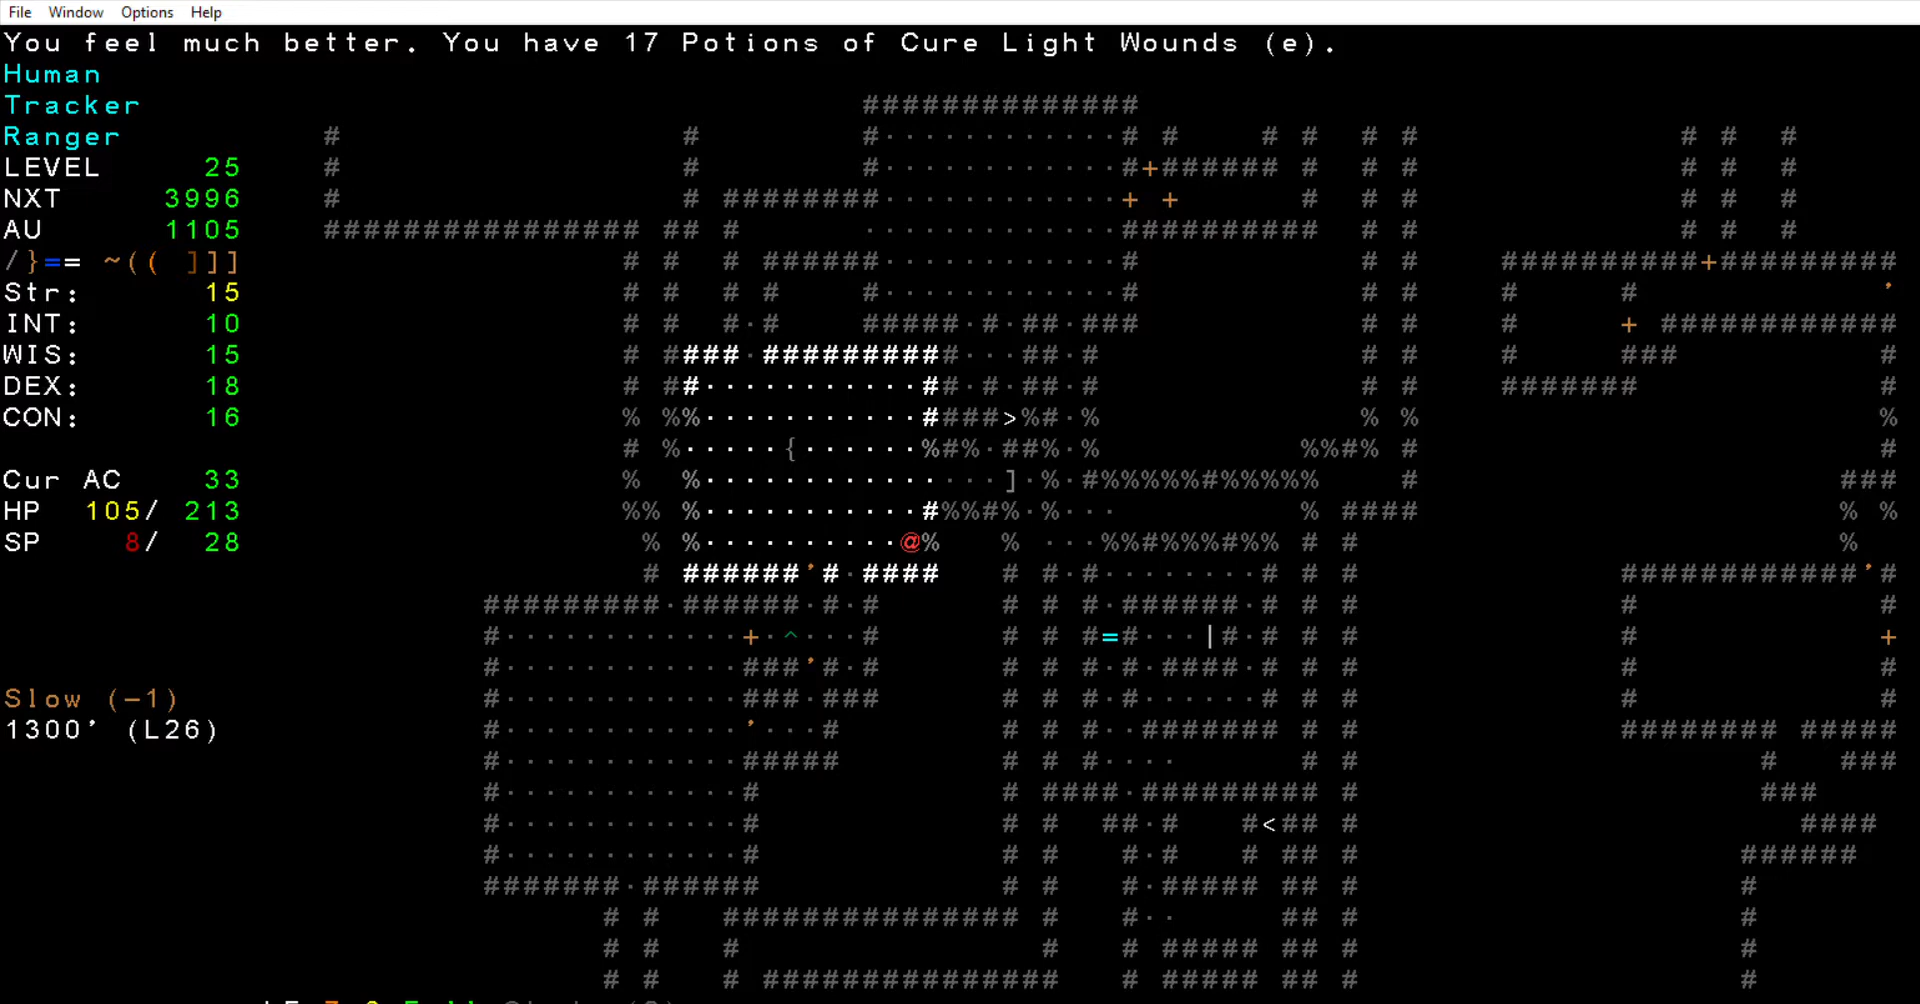 File Window Options Help
You feel much better. You have 17 Potions of Cure Light Wounds (e).
Human
Tracker
Ranger
LEVEL 25
NXT 3996
AU 1105
Str: 15
INT: 10
WIS: 15
DEX: 18
CON: 16
Cur AC 33
HP 105/ 213
SP 8/ 28
Slow (-1)
1300' (L26)